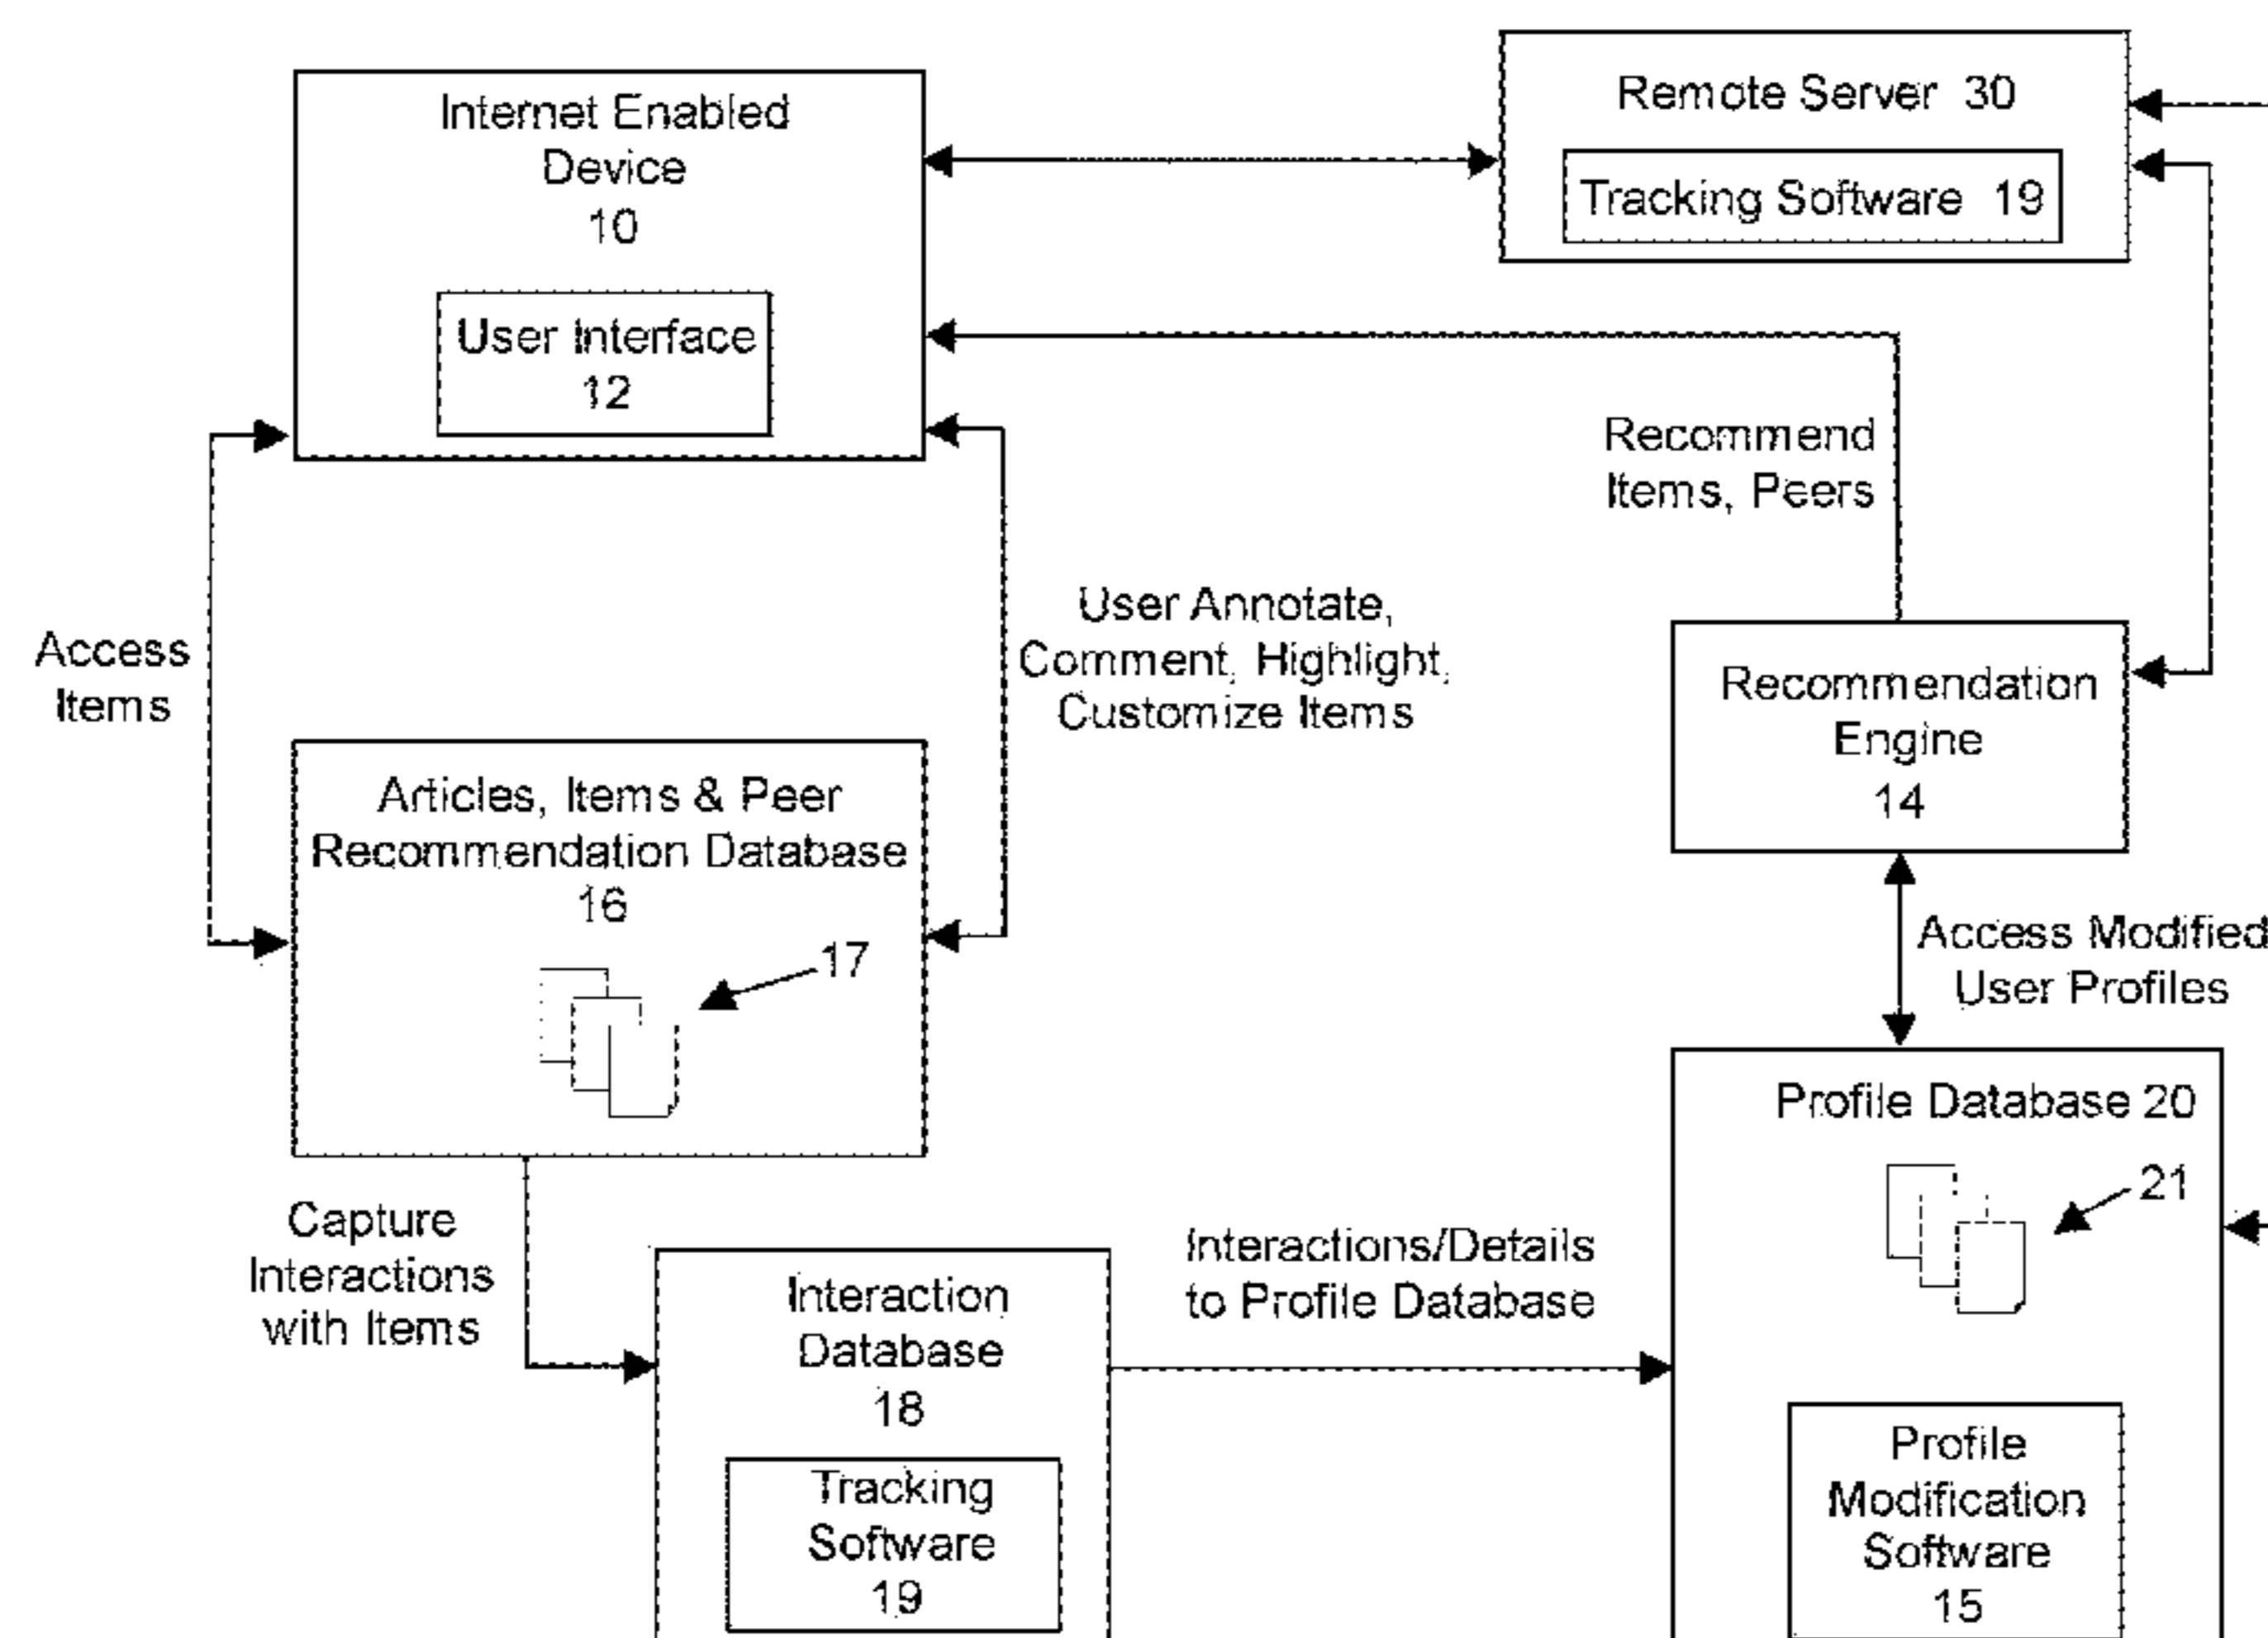 Internet Enabled
Device
10
User Interface
12
Remote Server 30
Tracking Software 19
Recommend
Items, Peers
Access
Items
User Annotate,
Comment, Highlight,
Customize Items
Recommendation
Engine
14
Articles, Items & Peer
Recommendation Database
16
17
Access Modified
User Profiles
Profile Database 20
21
Capture
Interactions
with Items
Interaction
Database
18
Tracking
Software
19
Interactions/Details
to Profile Database
Profile
Modification
Software
15